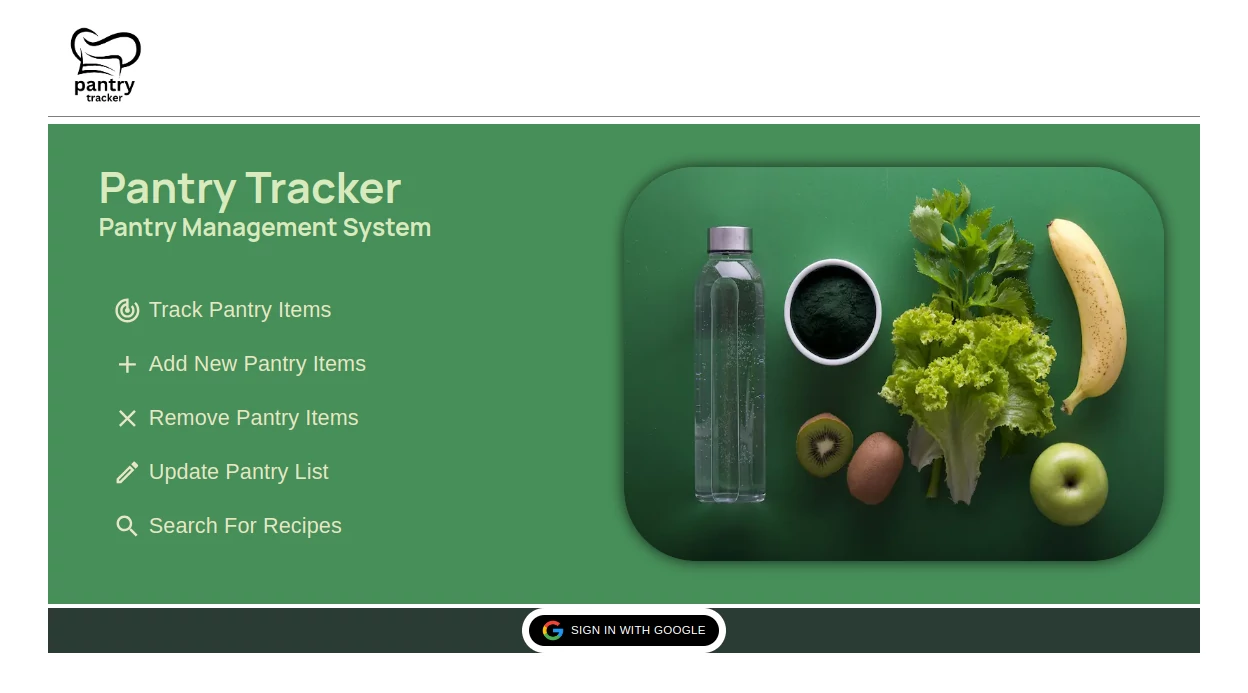 pantry
tracker
Pantry Tracker
Pantry Management System
Track Pantry Items
Add New Pantry Items
Remove Pantry Items
Update Pantry List
Search For Recipes
SIGN IN WITH GOOGLE